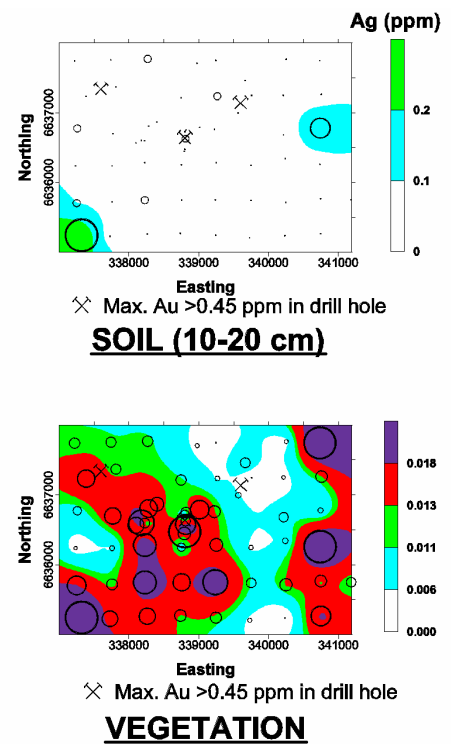 Ag (ppm)
0.2
0.1
0
Northing
6637000
6636000
338000 339000 340000 341000
Easting
Max. Au >0.45 ppm in drill hole
SOIL (10-20 cm)
0.018
0.013
0.011
0.006
0.000
Northing
6637000
6636000
338000 339000 340000 341000
Easting
Max. Au >0.45 ppm in drill hole
VEGETATION